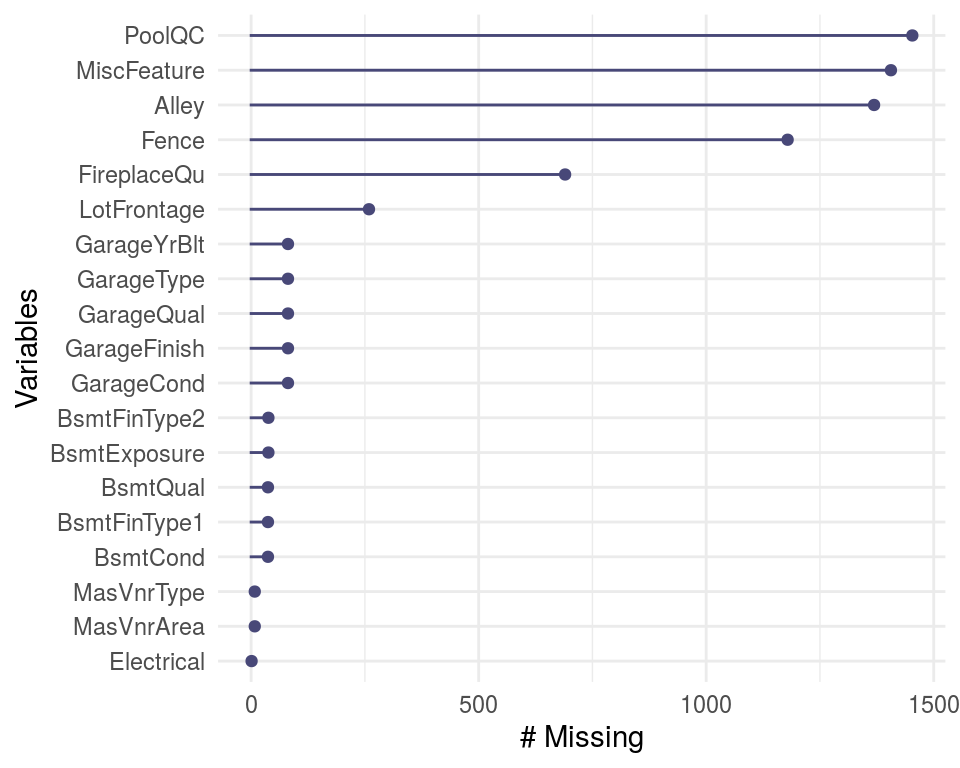 PoolQC
MiscFeature
Alley
Fence
FireplaceQu
LotFrontage
GarageYrBlt
GarageType
GarageQual
GarageFinish
GarageCond
BsmtFinType2
BsmtExposure
BsmtQual
BsmtFinType1
BsmtCond
MasVnrType
MasVnrArea
Electrical
Variables
0 500 1000 1500
# Missing